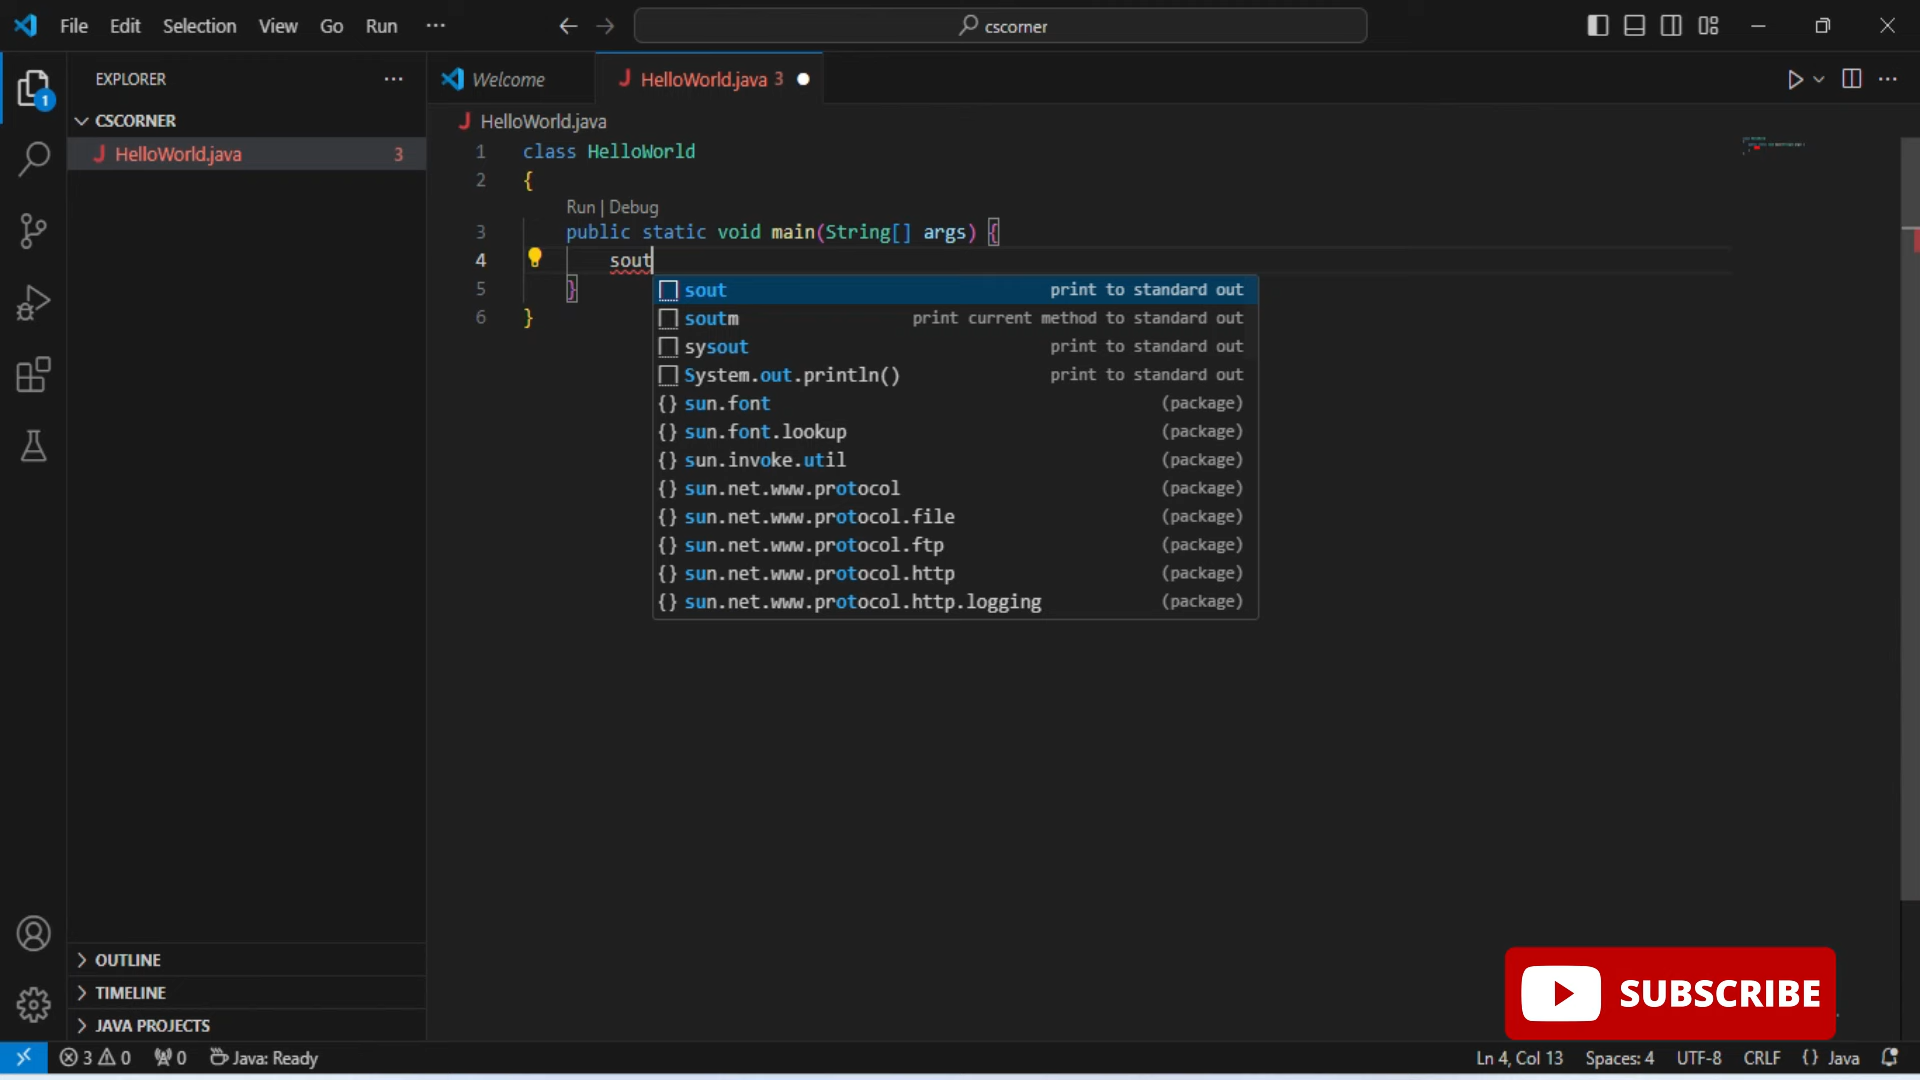 File Edit Selection View Go Run ··· cscorner
EXPLORER ···
CSCORNER
HelloWorld.java 3
OUTLINE
TIMELINE
JAVA PROJECTS
Welcome HelloWorld.java 3
HelloWorld.java
1 class HelloWorld
2 {
Run | Debug
3 public static void main(String[] args) {
4 sout
5 }
6 }
sout print to standard out
soutm print current method to standard out
sysout print to standard out
System.out.println() print to standard out
{} sun.font (package)
{} sun.font.lookup (package)
{} sun.invoke.util (package)
{} sun.net.www.protocol (package)
{} sun.net.www.protocol.file (package)
{} sun.net.www.protocol.ftp (package)
{} sun.net.www.protocol.http (package)
{} sun.net.www.protocol.http.logging (package)
SUBSCRIBE
1
3 0 0 Java: Ready Ln 4, Col 13 Spaces: 4 UTF-8 CRLF {} Java